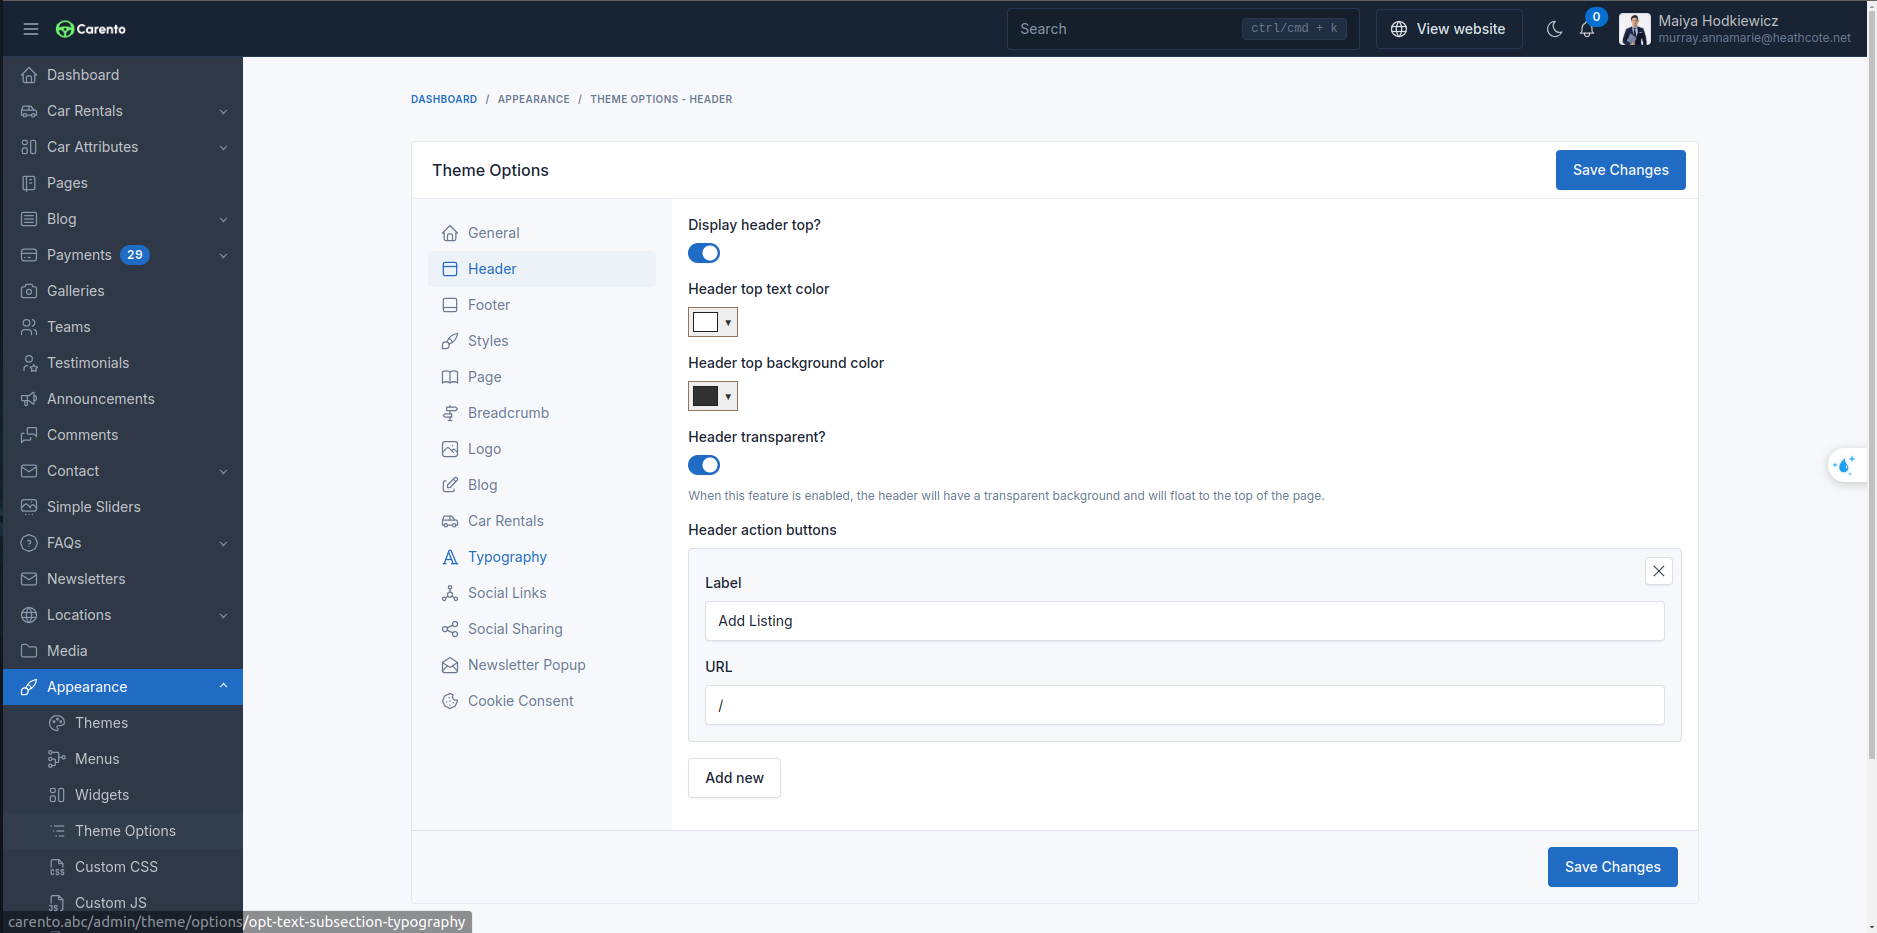 Carento
Search
ctrl/cmd + k
View website
0
Maiya Hodkiewicz
murray.annamarie@heathcote.net
Dashboard
Car Rentals
Car Attributes
Pages
Blog
Payments 29
Galleries
Teams
Testimonials
Announcements
Comments
Contact
Simple Sliders
FAQs
Newsletters
Locations
Media
Appearance
Themes
Menus
Widgets
Theme Options
Custom CSS
Custom JS
carento.abc/admin/theme/options/opt-text-subsection-typography
DASHBOARD / APPEARANCE / THEME OPTIONS - HEADER
Theme Options
Save Changes
General
Header
Footer
Styles
Page
Breadcrumb
Logo
Blog
Car Rentals
Typography
Social Links
Social Sharing
Newsletter Popup
Cookie Consent
Display header top?
Header top text color
Header top background color
Header transparent?
When this feature is enabled, the header will have a transparent background and will float to the top of the page.
Header action buttons
Label
Add Listing
URL
/
Add new
Save Changes